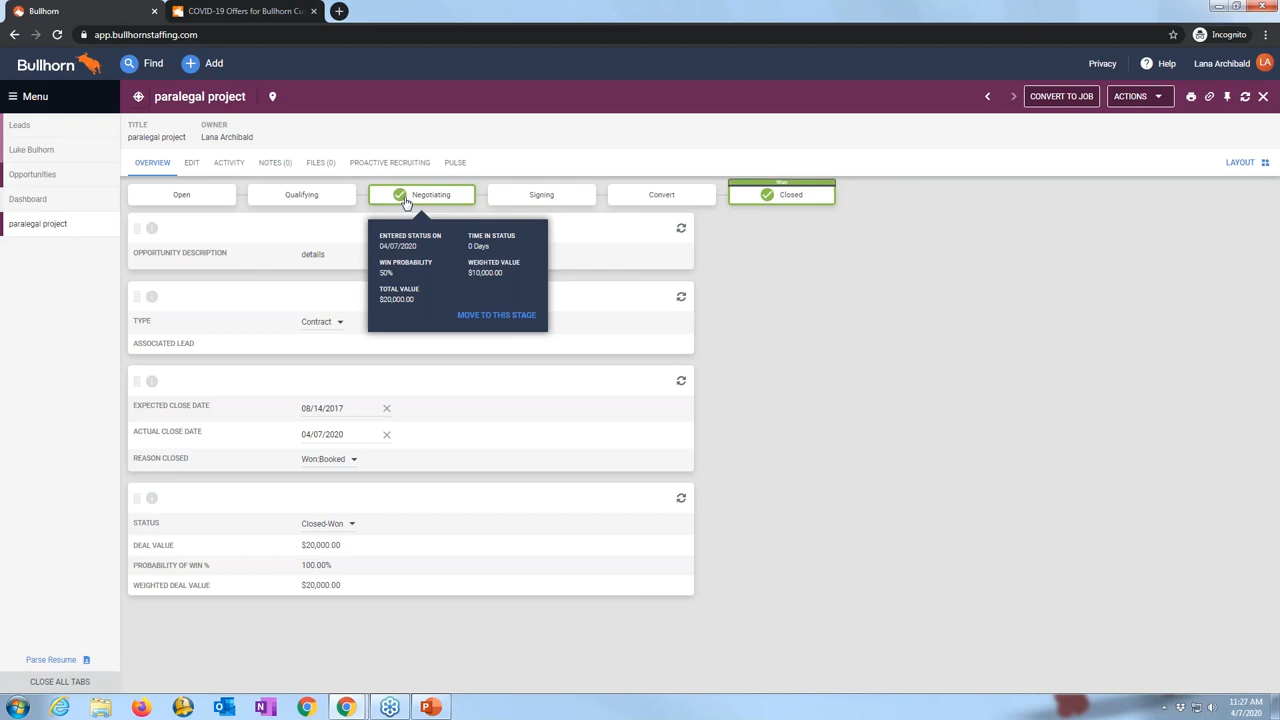 Bullhorn
COVID-19 Offers for Bullhorn Cu
app.bullhornstaffing.com
Incognito
Bullhorn
Find
Add
Privacy
Help
Lana Archibald
LA
Menu
paralegal project
CONVERT TO JOB
ACTIONS
Leads
Luke Bulhorn
Opportunities
Dashboard
paralegal project
TITLE
paralegal project
OWNER
Lana Archibald
OVERVIEW
EDIT
ACTIVITY
NOTES (0)
FILES (0)
PROACTIVE RECRUITING
PULSE
LAYOUT
Open
Qualifying
Negotiating
Signing
Convert
Won
Closed
ENTERED STATUS ON
04/07/2020
TIME IN STATUS
0 Days
WIN PROBABILITY
50%
WEIGHTED VALUE
$10,000.00
TOTAL VALUE
$20,000.00
MOVE TO THIS STAGE
OPPORTUNITY DESCRIPTION
details
TYPE
Contract
ASSOCIATED LEAD
EXPECTED CLOSE DATE
08/14/2017
ACTUAL CLOSE DATE
04/07/2020
REASON CLOSED
Won:Booked
STATUS
Closed-Won
DEAL VALUE
$20,000.00
PROBABILITY OF WIN %
100.00%
WEIGHTED DEAL VALUE
$20,000.00
Parse Resume
CLOSE ALL TABS
11:27 AM
4/7/2020